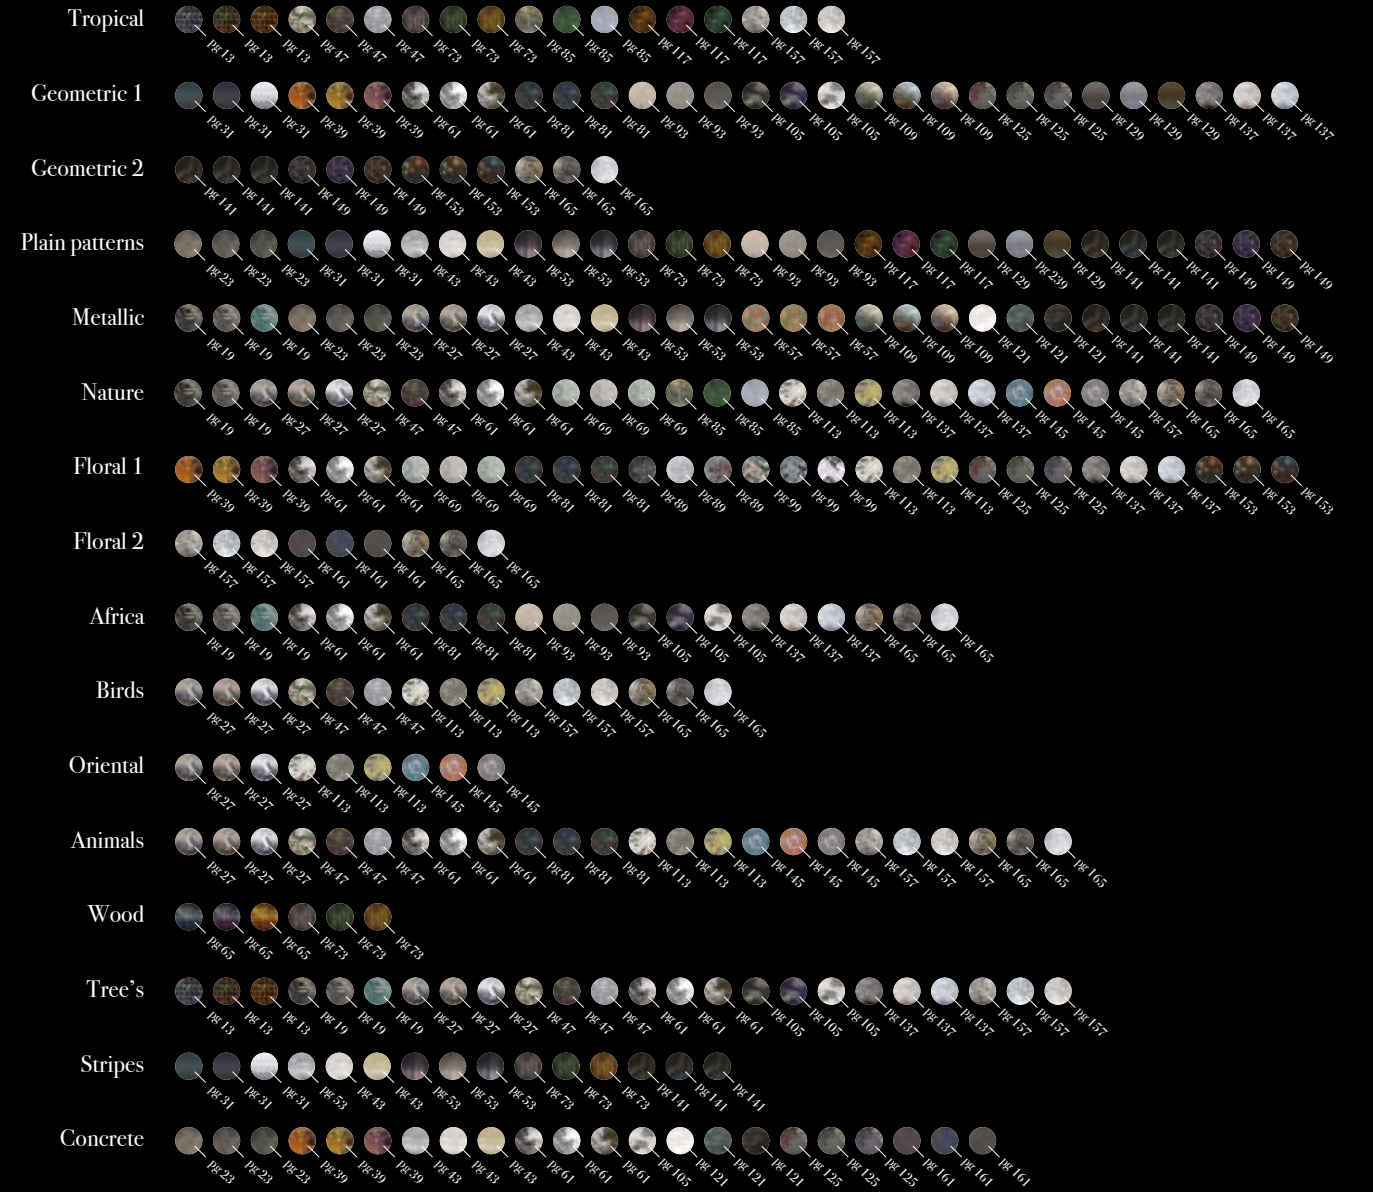 Tropical
pg 13 pg 13 pg 13 pg 47 pg 47 pg 47 pg 73 pg 73 pg 73 pg 85 pg 85 pg 85 pg 117 pg 117 pg 117 pg 157 pg 157 pg 157
Geometric 1
pg 31 pg 31 pg 31 pg 39 pg 39 pg 39 pg 61 pg 61 pg 61 pg 81 pg 81 pg 81 pg 93 pg 93 pg 93 pg 105 pg 105 pg 105 pg 109 pg 109 pg 109 pg 125 pg 125 pg 125 pg 129 pg 129 pg 129 pg 137 pg 137 pg 137
Geometric 2
pg 141 pg 141 pg 141 pg 149 pg 149 pg 149 pg 153 pg 153 pg 153 pg 165 pg 165 pg 165
Plain patterns
pg 23 pg 23 pg 23 pg 31 pg 31 pg 31 pg 43 pg 43 pg 43 pg 53 pg 53 pg 53 pg 73 pg 73 pg 73 pg 93 pg 93 pg 93 pg 117 pg 117 pg 117 pg 129 pg 239 pg 129 pg 141 pg 141 pg 141 pg 149 pg 149 pg 149
Metallic
pg 19 pg 19 pg 19 pg 23 pg 23 pg 23 pg 27 pg 27 pg 27 pg 43 pg 43 pg 43 pg 53 pg 53 pg 53 pg 57 pg 57 pg 57 pg 109 pg 109 pg 109 pg 121 pg 121 pg 121 pg 141 pg 141 pg 141 pg 149 pg 149 pg 149
Nature
pg 19 pg 19 pg 27 pg 27 pg 27 pg 47 pg 47 pg 61 pg 61 pg 61 pg 69 pg 69 pg 69 pg 85 pg 85 pg 85 pg 113 pg 113 pg 113 pg 137 pg 137 pg 137 pg 145 pg 145 pg 145 pg 157 pg 165 pg 165 pg 165
Floral 1
pg 39 pg 39 pg 39 pg 61 pg 61 pg 61 pg 69 pg 69 pg 69 pg 81 pg 81 pg 81 pg 89 pg 89 pg 89 pg 99 pg 99 pg 99 pg 113 pg 113 pg 113 pg 125 pg 125 pg 125 pg 137 pg 137 pg 137 pg 153 pg 153 pg 153
Floral 2
pg 157 pg 157 pg 157 pg 161 pg 161 pg 161 pg 165 pg 165 pg 165
Africa
pg 19 pg 19 pg 19 pg 61 pg 61 pg 61 pg 81 pg 81 pg 81 pg 93 pg 93 pg 93 pg 105 pg 105 pg 105 pg 137 pg 137 pg 137 pg 165 pg 165 pg 165
Birds
pg 27 pg 27 pg 27 pg 47 pg 47 pg 47 pg 113 pg 113 pg 113 pg 157 pg 157 pg 157 pg 165 pg 165 pg 165
Oriental
pg 27 pg 27 pg 27 pg 113 pg 113 pg 113 pg 145 pg 145 pg 145
Animals
pg 27 pg 27 pg 27 pg 47 pg 47 pg 47 pg 61 pg 61 pg 61 pg 81 pg 81 pg 81 pg 113 pg 113 pg 113 pg 145 pg 145 pg 145 pg 157 pg 157 pg 157 pg 165 pg 165 pg 165
Wood
pg 65 pg 65 pg 65 pg 73 pg 73 pg 73
Tree's
pg 13 pg 13 pg 13 pg 19 pg 19 pg 19 pg 27 pg 27 pg 27 pg 47 pg 47 pg 47 pg 61 pg 61 pg 61 pg 105 pg 105 pg 105 pg 137 pg 137 pg 137 pg 157 pg 157 pg 157
Stripes
pg 31 pg 31 pg 31 pg 53 pg 43 pg 43 pg 53 pg 53 pg 53 pg 73 pg 73 pg 73 pg 141 pg 141 pg 141
Concrete
pg 23 pg 23 pg 23 pg 39 pg 39 pg 39 pg 43 pg 43 pg 43 pg 61 pg 61 pg 61 pg 105 pg 121 pg 121 pg 121 pg 125 pg 125 pg 125 pg 161 pg 161 pg 161